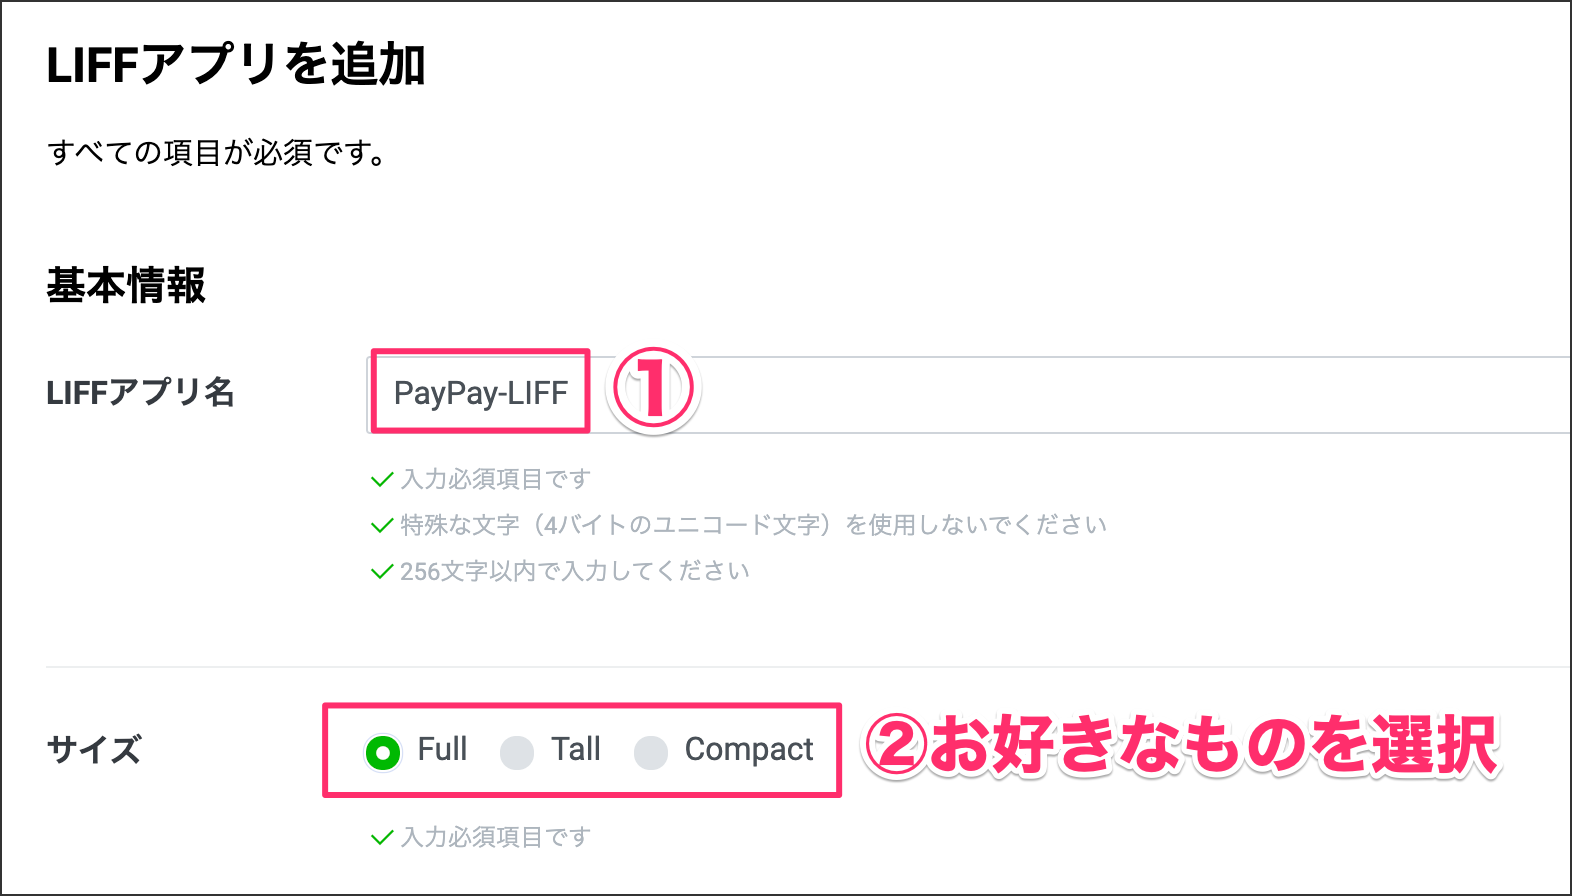 LIFFアプリを追加
すべての項目が必須です。
基本情報
LIFFアプリ名 PayPay-LIFF ①
入力必須項目です
特殊な文字（4バイトのユニコード文字）を使用しないでください
256文字以内で入力してください
サイズ Full Tall Compact ②お好きなものを選択
入力必須項目です